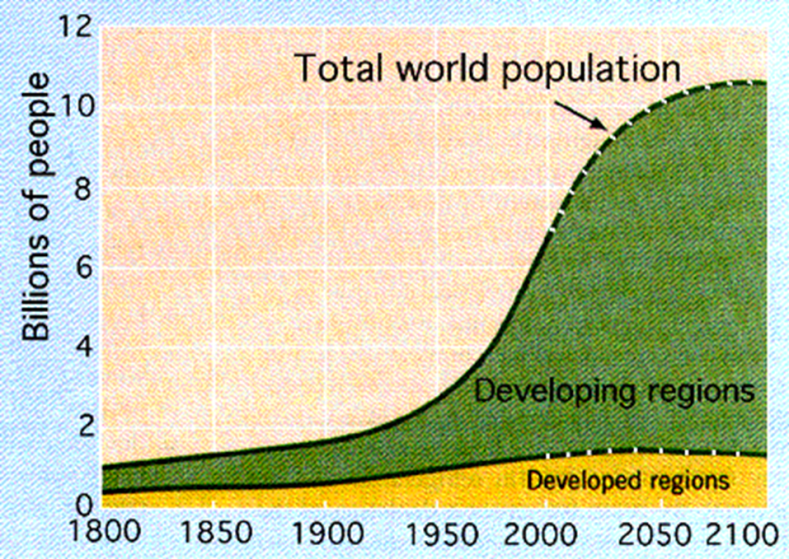 Billions of people
12
10
8
6
4
2
0
Total world population
Developing regions
Developed regions
1800 1850 1900 1950 2000 2050 2100